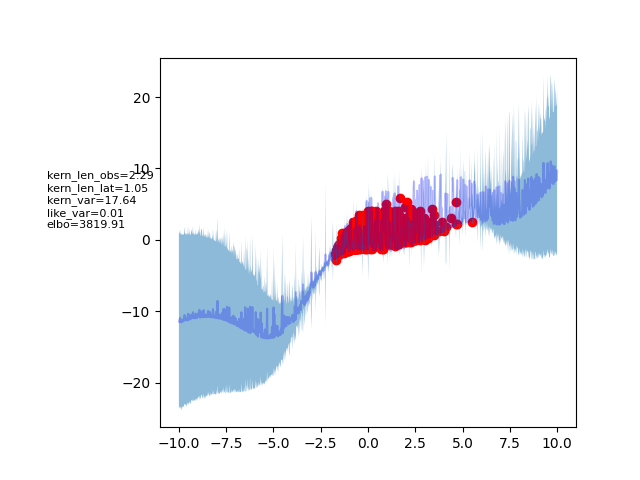 20
10
kern_len_obs=2.29
kern_len_lat=1.05
kern_var=17.64
like_var=0.01
elbo=3819.91
0
−10
−20
−10.0 −7.5 −5.0 −2.5 0.0 2.5 5.0 7.5 10.0